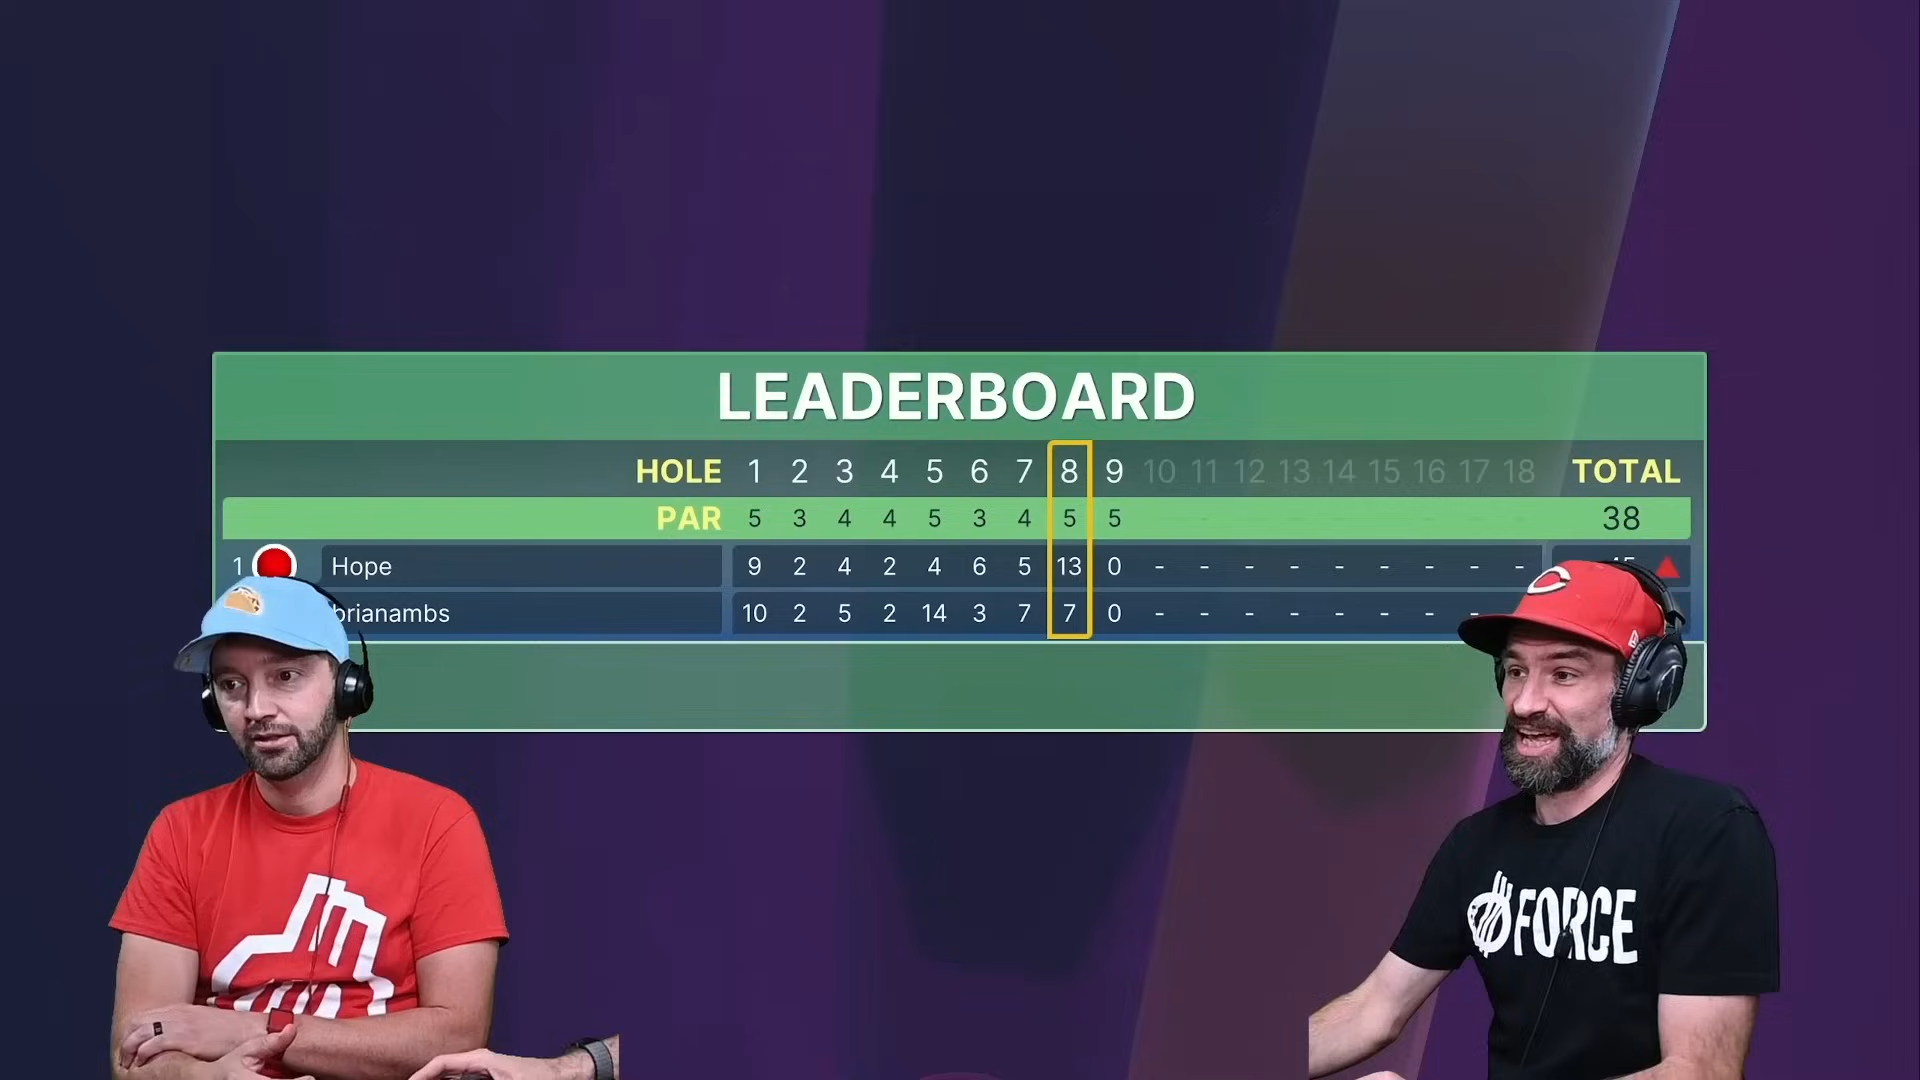 LEADERBOARD
HOLE 1 2 3 4 5 6 7 8 9 10 11 12 13 14 15 16 17 18 TOTAL
PAR 5 3 4 4 5 3 4 5 5 - - - - - - - - - 38
1 Hope 9 2 4 2 4 6 5 13 0 - - - - - - - - - 45
brianambs 10 2 5 2 14 3 7 7 0 - - - - - - - -
FORCE